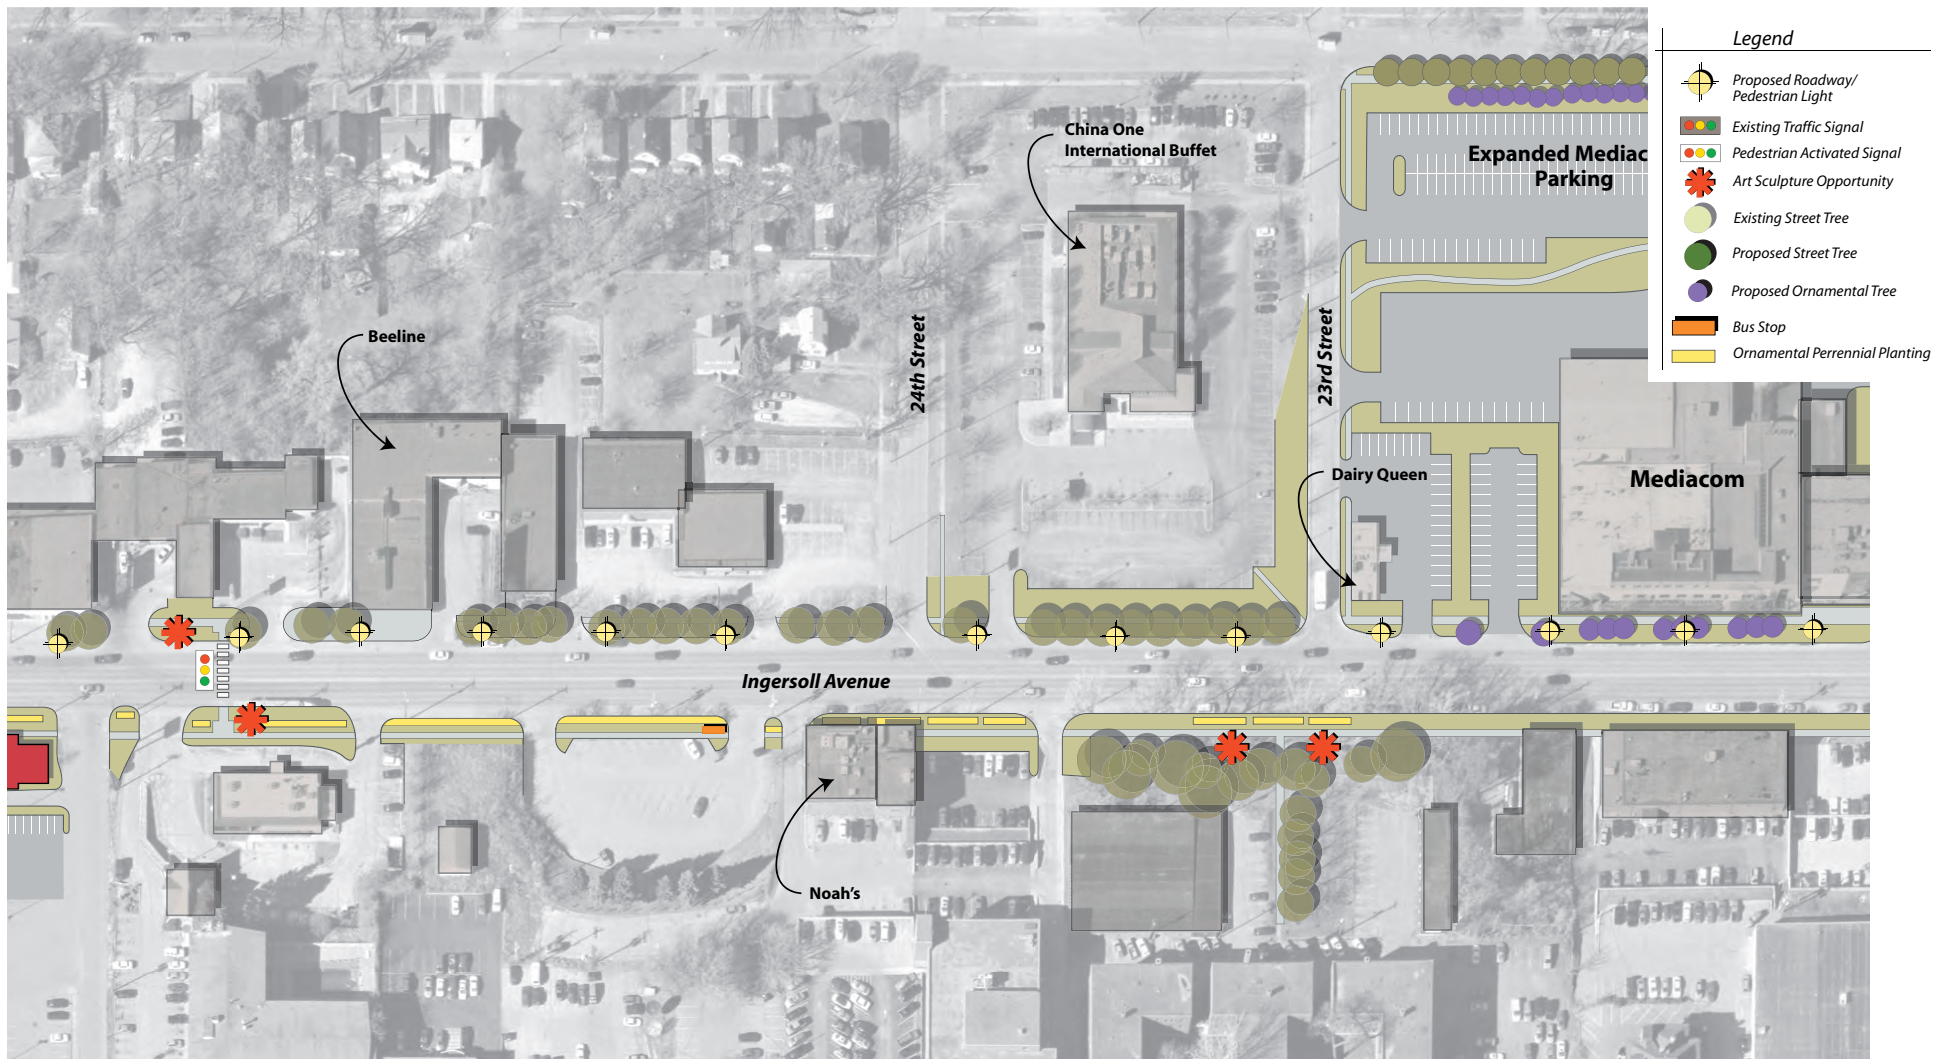 Legend
Proposed Roadway/
Pedestrian Light
Existing Traffic Signal
Pedestrian Activated Signal
Art Sculpture Opportunity
Existing Street Tree
Proposed Street Tree
Proposed Ornamental Tree
Bus Stop
Ornamental Perrennial Planting
China One
International Buffet
Expanded Mediac
Parking
Beeline
24th Street
23rd Street
Dairy Queen
Mediacom
Ingersoll Avenue
Noah's